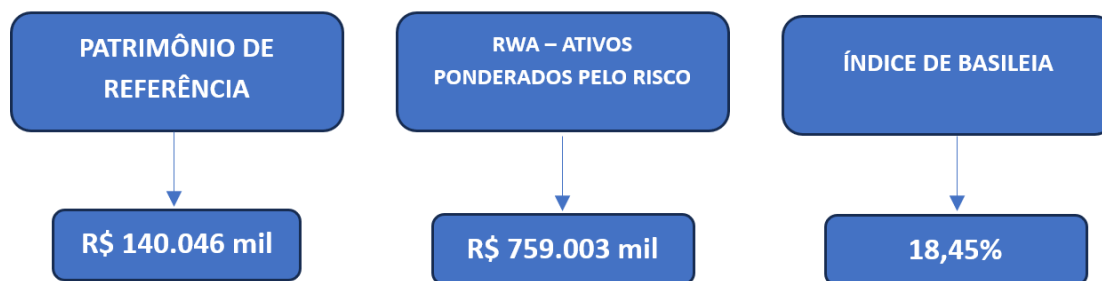 PATRIMÔNIO DE
REFERÊNCIA
RWA – ATIVOS
PONDERADOS PELO RISCO
ÍNDICE DE BASILEIA
R$ 140.046 mil
R$ 759.003 mil
18,45%